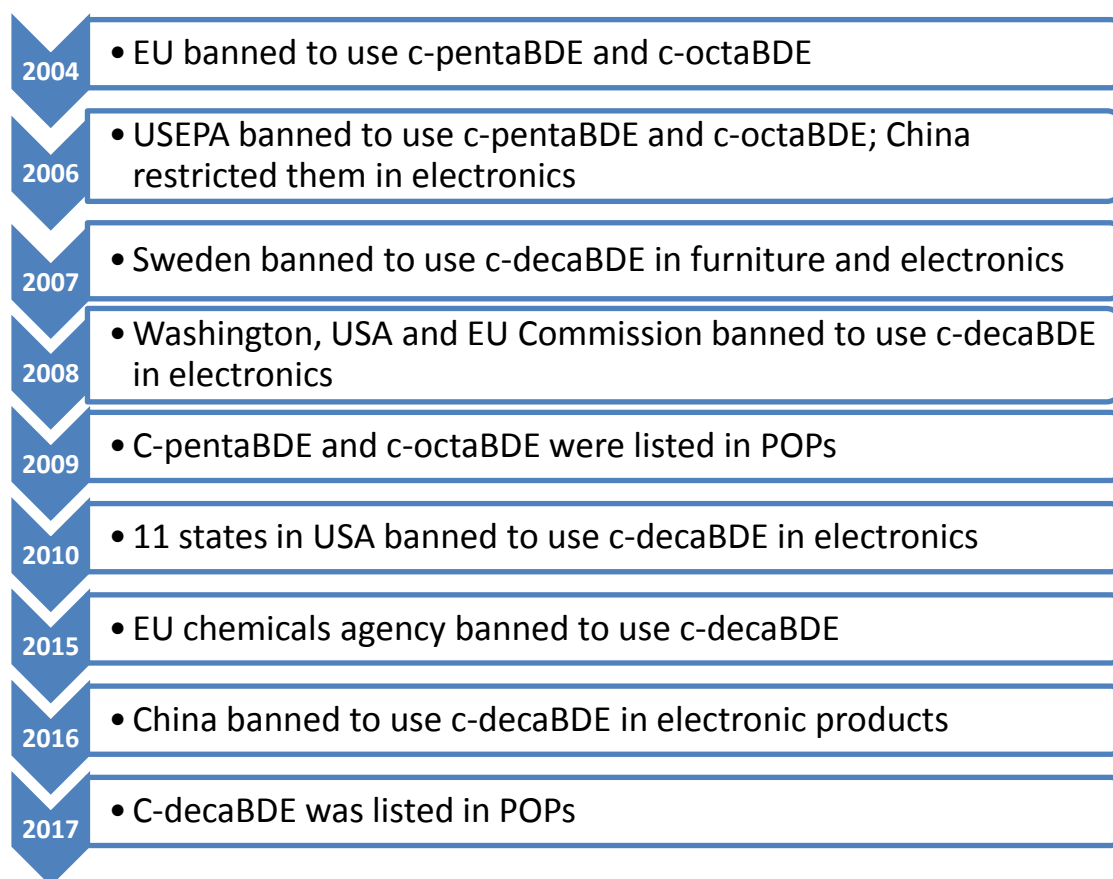 2004
• EU banned to use c-pentaBDE and c-octaBDE
2006
• USEPA banned to use c-pentaBDE and c-octaBDE; China
restricted them in electronics
2007
• Sweden banned to use c-decaBDE in furniture and electronics
2008
• Washington, USA and EU Commission banned to use c-decaBDE
in electronics
2009
• C-pentaBDE and c-octaBDE were listed in POPs
2010
• 11 states in USA banned to use c-decaBDE in electronics
2015
• EU chemicals agency banned to use c-decaBDE
2016
• China banned to use c-decaBDE in electronic products
2017
• C-decaBDE was listed in POPs